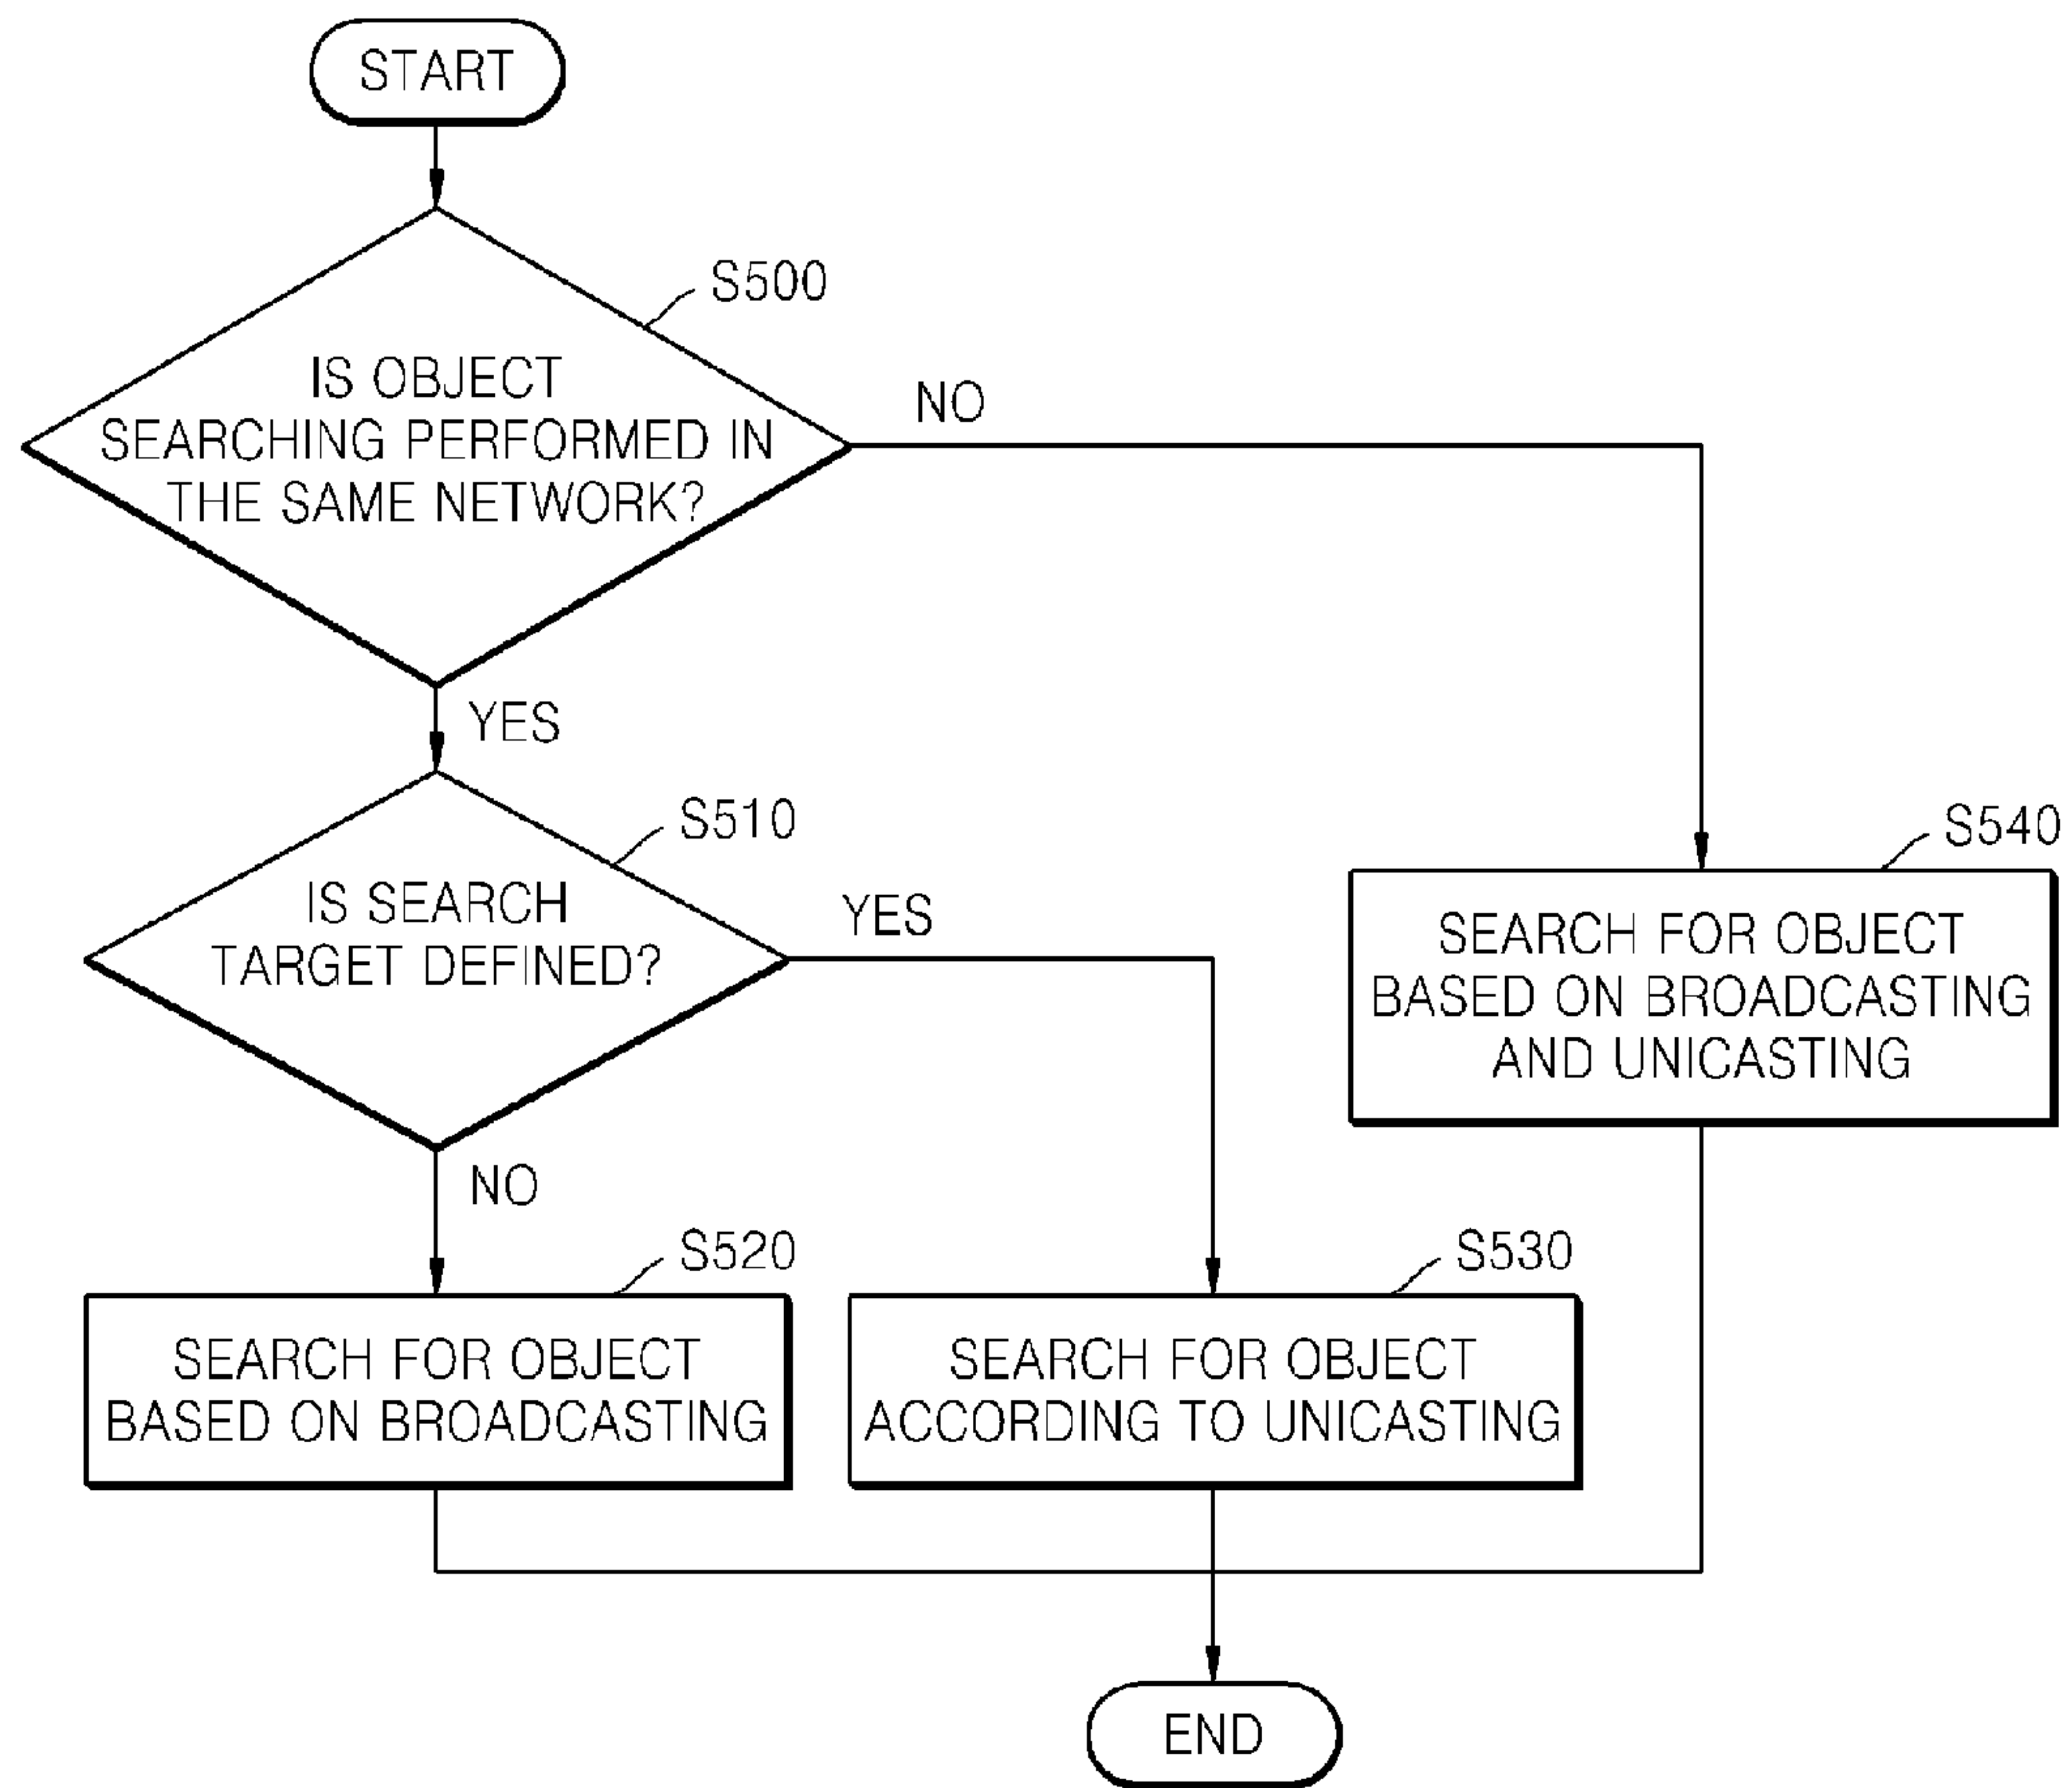 START
S500
IS OBJECT
SEARCHING PERFORMED IN
THE SAME NETWORK?
NO
YES
S510
IS SEARCH
TARGET DEFINED?
YES
S540
SEARCH FOR OBJECT
BASED ON BROADCASTING
AND UNICASTING
NO
S520
SEARCH FOR OBJECT
BASED ON BROADCASTING
S530
SEARCH FOR OBJECT
ACCORDING TO UNICASTING
END